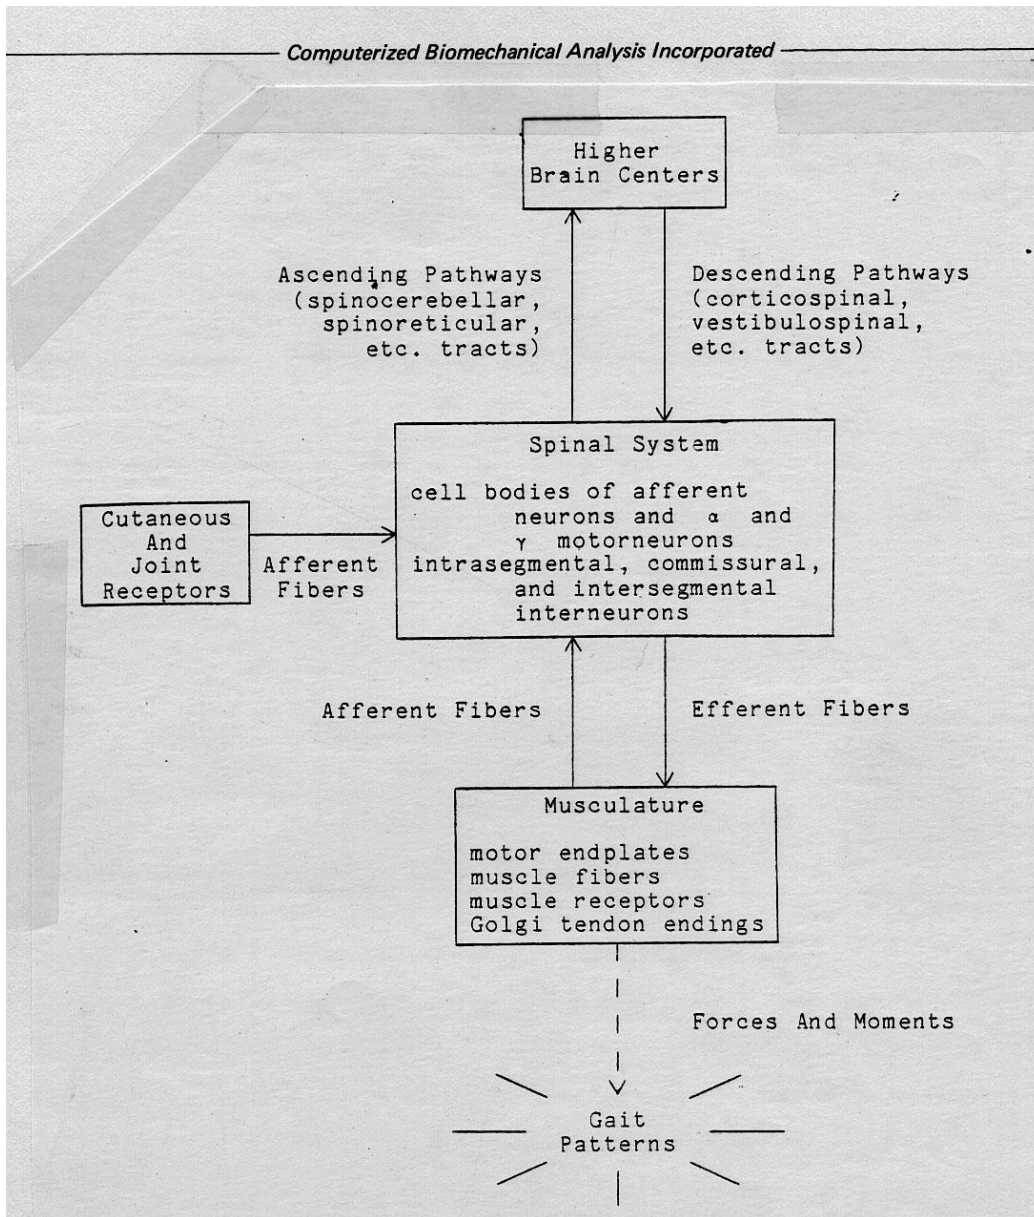 Computerized Biomechanical Analysis Incorporated
Higher
Brain Centers
Ascending Pathways
(spinocerebellar,
spinoreticular,
etc. tracts)
Descending Pathways
(corticospinal,
vestibulospinal,
etc. tracts)
Spinal System
cell bodies of afferent
neurons and α and
γ motorneurons
intrasegmental, commissural,
and intersegmental
interneurons
Cutaneous
And
Joint
Receptors
Afferent
Fibers
Afferent Fibers
Efferent Fibers
Musculature
motor endplates
muscle fibers
muscle receptors
Golgi tendon endings
Forces And Moments
Gait
Patterns